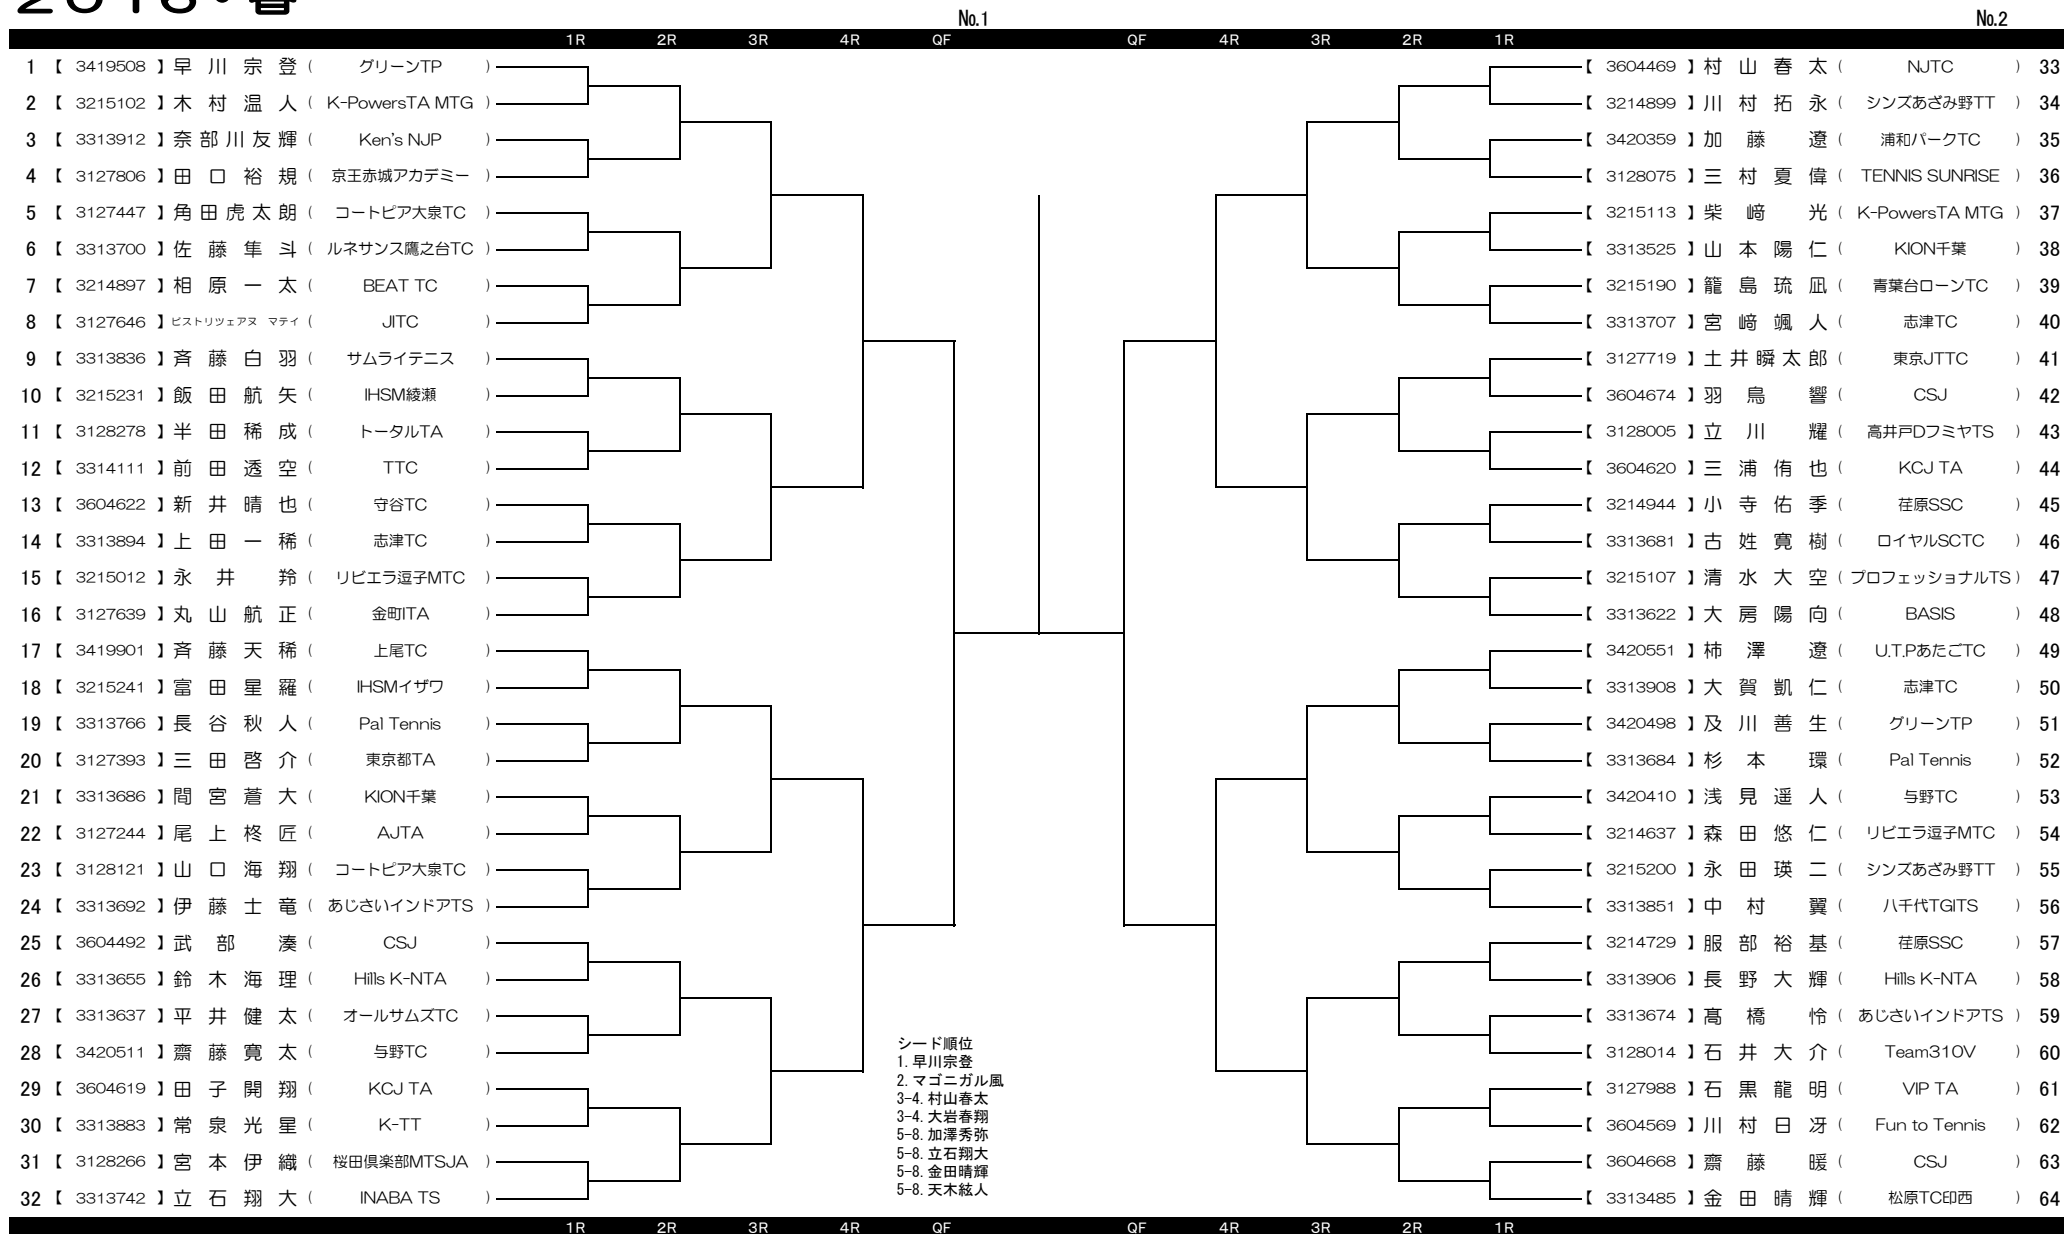 2018・春
No.1 No.2
1R 2R 3R 4R QF QF 4R 3R 2R 1R
1 【 3419508 】 早川宗登 ( グリーンTP )
2 【 3215102 】 木村温人 ( K-PowersTA MTG )
3 【 3313912 】 奈部川友輝 ( Ken's NJP )
4 【 3127806 】 田口裕規 ( 京王赤城アカデミー )
5 【 3127447 】 角田虎太朗 ( コートピア大泉TC )
6 【 3313700 】 佐藤隼斗 ( ルネサンス鷹之台TC )
7 【 3214897 】 相原一太 ( BEAT TC )
8 【 3127646 】 ビストリツェアヌ マテイ ( JITC )
9 【 3313836 】 斉藤白羽 ( サムライテニス )
10 【 3215231 】 飯田航矢 ( IHSM綾瀬 )
11 【 3128278 】 半田稀成 ( トータルTA )
12 【 3314111 】 前田透空 ( TTC )
13 【 3604622 】 新井晴也 ( 守谷TC )
14 【 3313894 】 上田一稀 ( 志津TC )
15 【 3215012 】 永井羚 ( リビエラ逗子MTC )
16 【 3127639 】 丸山航正 ( 金町ITA )
17 【 3419901 】 斉藤天稀 ( 上尾TC )
18 【 3215241 】 富田星羅 ( IHSMイザワ )
19 【 3313766 】 長谷秋人 ( Pal Tennis )
20 【 3127393 】 三田啓介 ( 東京都TA )
21 【 3313686 】 間宮蒼大 ( KION千葉 )
22 【 3127244 】 尾上柊匠 ( AJTA )
23 【 3128121 】 山口海翔 ( コートピア大泉TC )
24 【 3313692 】 伊藤士竜 ( あじさいインドアTS )
25 【 3604492 】 武部湊 ( CSJ )
26 【 3313655 】 鈴木海理 ( Hills K-NTA )
27 【 3313637 】 平井健太 ( オールサムズTC )
28 【 3420511 】 齋藤寛太 ( 与野TC )
29 【 3604619 】 田子開翔 ( KCJ TA )
30 【 3313883 】 常泉光星 ( K-TT )
31 【 3128266 】 宮本伊織 ( 桜田倶楽部MTSJA )
32 【 3313742 】 立石翔大 ( INABA TS )
シード順位
1. 早川宗登
2. マゴニガル風
3-4. 村山春太
3-4. 大岩春翔
5-8. 加澤秀弥
5-8. 立石翔大
5-8. 金田晴輝
5-8. 天木絃人
【 3604469 】 村山春太 ( NJTC ) 33
【 3214899 】 川村拓永 ( シンズあざみ野TT ) 34
【 3420359 】 加藤遼 ( 浦和パークTC ) 35
【 3128075 】 三村夏偉 ( TENNIS SUNRISE ) 36
【 3215113 】 柴﨑光 ( K-PowersTA MTG ) 37
【 3313525 】 山本陽仁 ( KION千葉 ) 38
【 3215190 】 籠島琉凪 ( 青葉台ローンTC ) 39
【 3313707 】 宮﨑颯人 ( 志津TC ) 40
【 3127719 】 土井瞬太郎 ( 東京JTTC ) 41
【 3604674 】 羽鳥響 ( CSJ ) 42
【 3128005 】 立川耀 ( 高井戸Dフミヤ TS ) 43
【 3604620 】 三浦侑也 ( KCJ TA ) 44
【 3214944 】 小寺佑季 ( 荏原SSC ) 45
【 3313681 】 古姓寛樹 ( ロイヤルSCTC ) 46
【 3215107 】 清水大空 ( プロフェッショナルTS ) 47
【 3313622 】 大房陽向 ( BASIS ) 48
【 3420551 】 柿澤遼 ( U.T.PあたごTC ) 49
【 3313908 】 大賀凱仁 ( 志津TC ) 50
【 3420498 】 及川善生 ( グリーンTP ) 51
【 3313684 】 杉本環 ( Pal Tennis ) 52
【 3420410 】 浅見遥人 ( 与野TC ) 53
【 3214637 】 森田悠仁 ( リビエラ逗子MTC ) 54
【 3215200 】 永田瑛二 ( シンズあざみ野TT ) 55
【 3313851 】 中村翼 ( 八千代TGITS ) 56
【 3214729 】 服部裕基 ( 荏原SSC ) 57
【 3313906 】 長野大輝 ( Hills K-NTA ) 58
【 3313674 】 髙橋怜 ( あじさいインドアTS ) 59
【 3128014 】 石井大介 ( Team310V ) 60
【 3127988 】 石黒龍明 ( VIP TA ) 61
【 3604569 】 川村日冴 ( Fun to Tennis ) 62
【 3604668 】 齋藤暖 ( CSJ ) 63
【 3313485 】 金田晴輝 ( 松原TC印西 ) 64
1R 2R 3R 4R QF QF 4R 3R 2R 1R